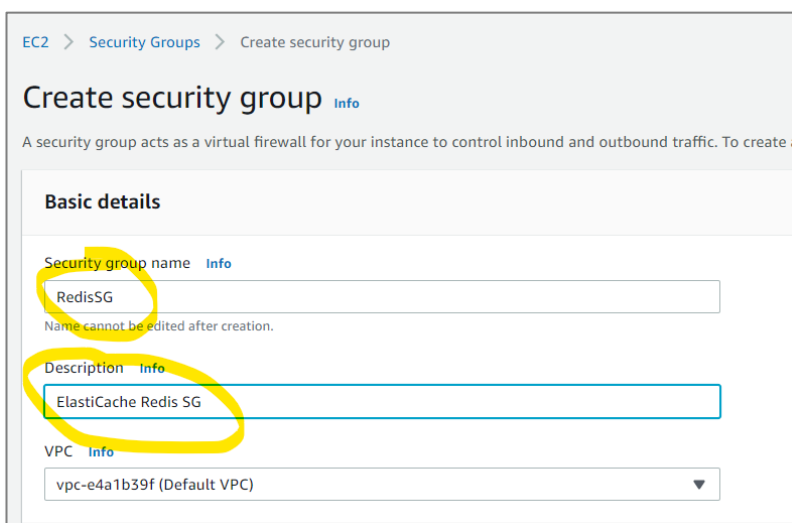 EC2 > Security Groups > Create security group
Create security group Info
A security group acts as a virtual firewall for your instance to control inbound and outbound traffic. To create
Basic details
Security group name Info
RedisSG
Name cannot be edited after creation.
Description Info
ElastiCache Redis SG
VPC Info
vpc-e4a1b39f (Default VPC)